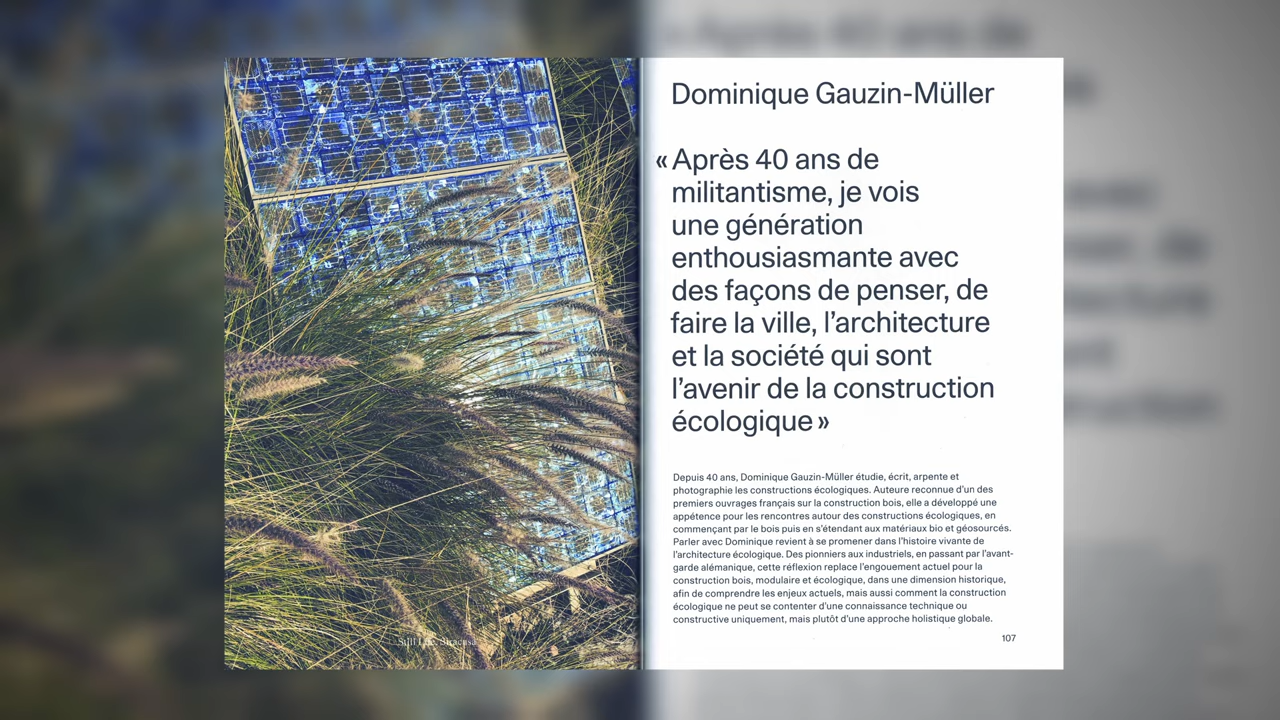 Dominique Gauzin-Müller
« Après 40 ans de
militantisme, je vois
une génération
enthousiasmante avec
des façons de penser, de
faire la ville, l’architecture
et la société qui sont
l’avenir de la construction
écologique »
Depuis 40 ans, Dominique Gauzin-Müller étudie, écrit, arpente et
photographie les constructions écologiques. Auteure reconnue d’un des
premiers ouvrages français sur la construction bois, elle a développé une
appétence pour les rencontres autour des constructions écologiques, en
commençant par le bois puis en s’étendant aux matériaux bio et géosourcés.
Parler avec Dominique revient à se promener dans l’histoire vivante de
l’architecture écologique. Des pionniers aux industriels, en passant par l’avant-
garde alémanique, cette réflexion replace l’engouement actuel pour la
construction bois, modulaire et écologique, dans une dimension historique,
afin de comprendre les enjeux actuels, mais aussi comment la construction
écologique ne peut se contenter d’une connaissance technique ou
constructive uniquement, mais plutôt d’une approche holistique globale.
Still
107